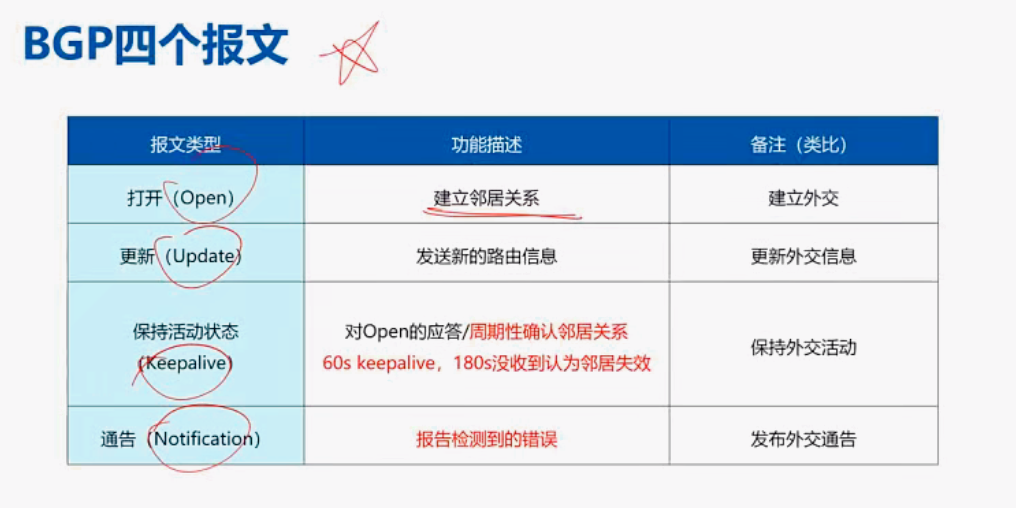 BGP四个报文
报文类型 功能描述 备注（类比）
打开（Open） 建立邻居关系 建立外交
更新（Update） 发送新的路由信息 更新外交信息
保持活动状态
（Keepalive） 对Open的应答/周期性确认邻居关系
60s keepalive，180s没收到认为邻居失效 保持外交活动
通告（Notification） 报告检测到的错误 发布外交通告